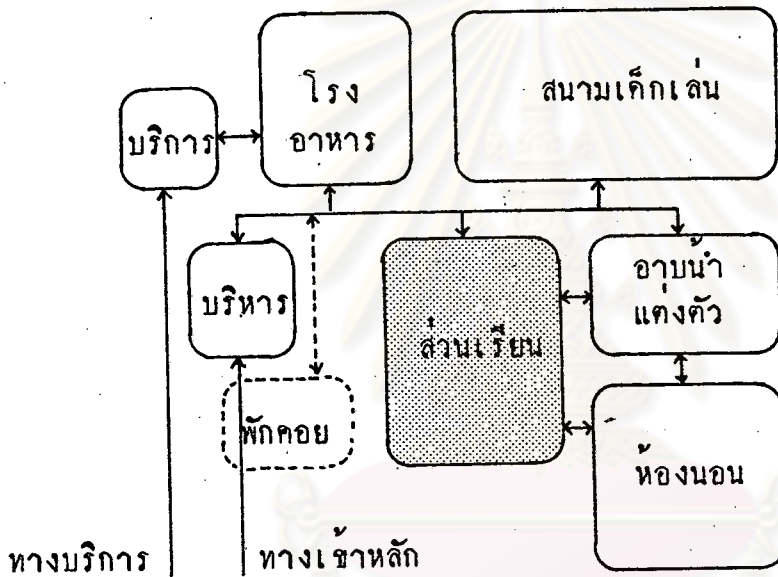 โรง
อาหาร
สนามเด็กเล่น
บริการ
บริหาร
ส่วนเรียน
อาบน้ำ
แต่งตัว
พักคอย
ห้องนอน
ทางบริการ
ทางเข้าหลัก